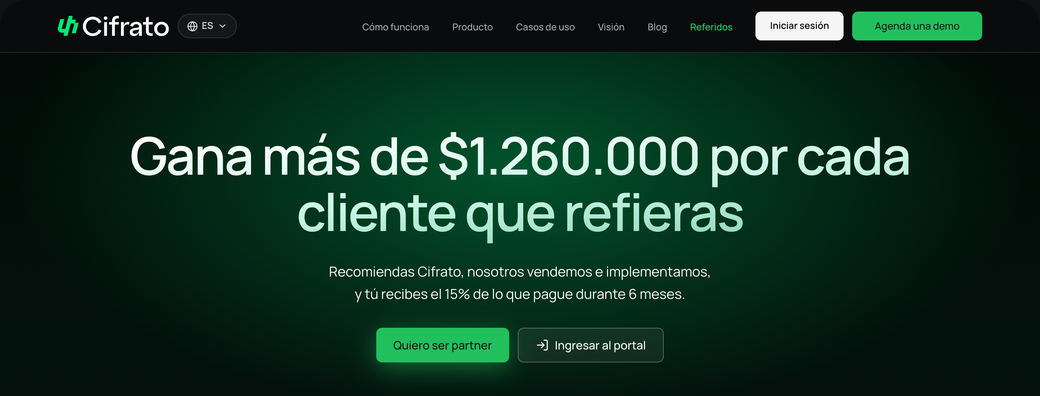 Cifrato
ES
Cómo funciona
Producto
Casos de uso
Visión
Blog
Referidos
Iniciar sesión
Agenda una demo
Gana más de $1.260.000 por cada
cliente que refieras
Recomiendas Cifrato, nosotros vendemos e implementamos,
y tú recibes el 15% de lo que pague durante 6 meses.
Quiero ser partner
Ingresar al portal